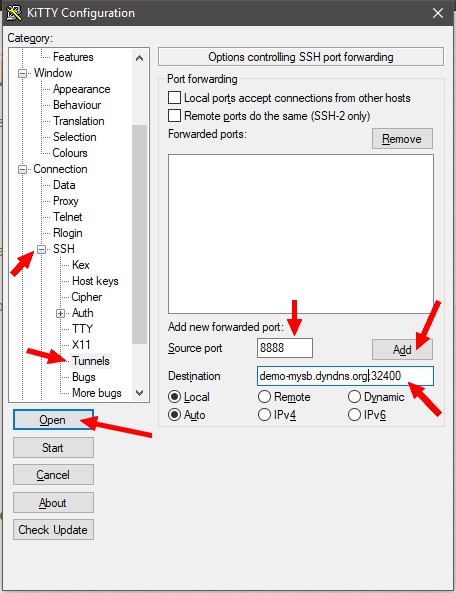 KiTTY Configuration
Category:
Features
Window
Appearance
Behaviour
Translation
Selection
Colours
Connection
Data
Proxy
Telnet
Rlogin
SSH
Kex
Host keys
Cipher
Auth
TTY
X11
Tunnels
Bugs
More bugs
Open
Start
Cancel
About
Check Update
Options controlling SSH port forwarding
Port forwarding
Local ports accept connections from other hosts
Remote ports do the same (SSH-2 only)
Forwarded ports:
Remove
Add new forwarded port:
Source port 8888 Add
Destination demo-mysb.dyndns.org:32400
Local Remote Dynamic
Auto IPv4 IPv6